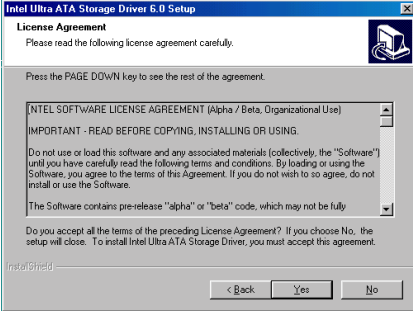 Intel Ultra ATA Storage Driver 6.0 Setup
License Agreement
Please read the following license agreement carefully.
Press the PAGE DOWN key to see the rest of the agreement.
INTEL SOFTWARE LICENSE AGREEMENT (Alpha / Beta, Organizational Use)
IMPORTANT - READ BEFORE COPYING, INSTALLING OR USING.
Do not use or load this software and any associated materials (collectively, the "Software")
until you have carefully read the following terms and conditions. By loading or using the
Software, you agree to the terms of this Agreement. If you do not wish to so agree, do not
install or use the Software.
The Software contains pre-release "alpha" or "beta" code, which may not be fully
Do you accept all the terms of the preceding License Agreement? If you choose No, the
setup will close. To install Intel Ultra ATA Storage Driver, you must accept this agreement.
InstallShield
< Back
Yes
No